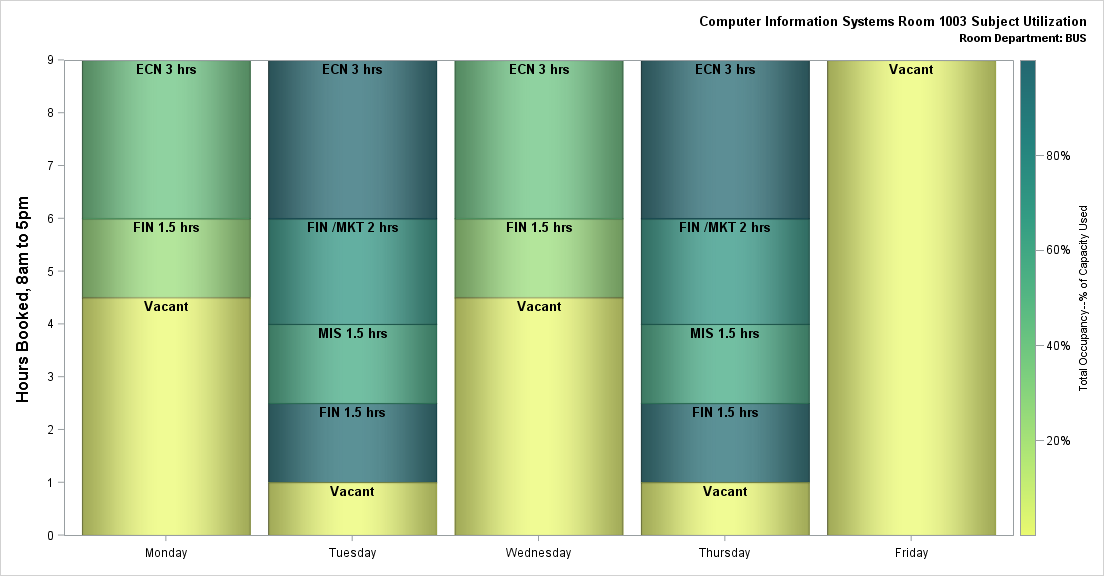 Computer Information Systems Room 1003 Subject Utilization
Room Department: BUS
Hours Booked, 8am to 5pm
9
8
7
6
5
4
3
2
1
0
ECN 3 hrs
FIN 1.5 hrs
Vacant
ECN 3 hrs
FIN /MKT 2 hrs
MIS 1.5 hrs
FIN 1.5 hrs
Vacant
ECN 3 hrs
FIN 1.5 hrs
Vacant
ECN 3 hrs
FIN /MKT 2 hrs
MIS 1.5 hrs
FIN 1.5 hrs
Vacant
Vacant
Monday
Tuesday
Wednesday
Thursday
Friday
80%
60%
40%
20%
Total Occupancy--% of Capacity Used